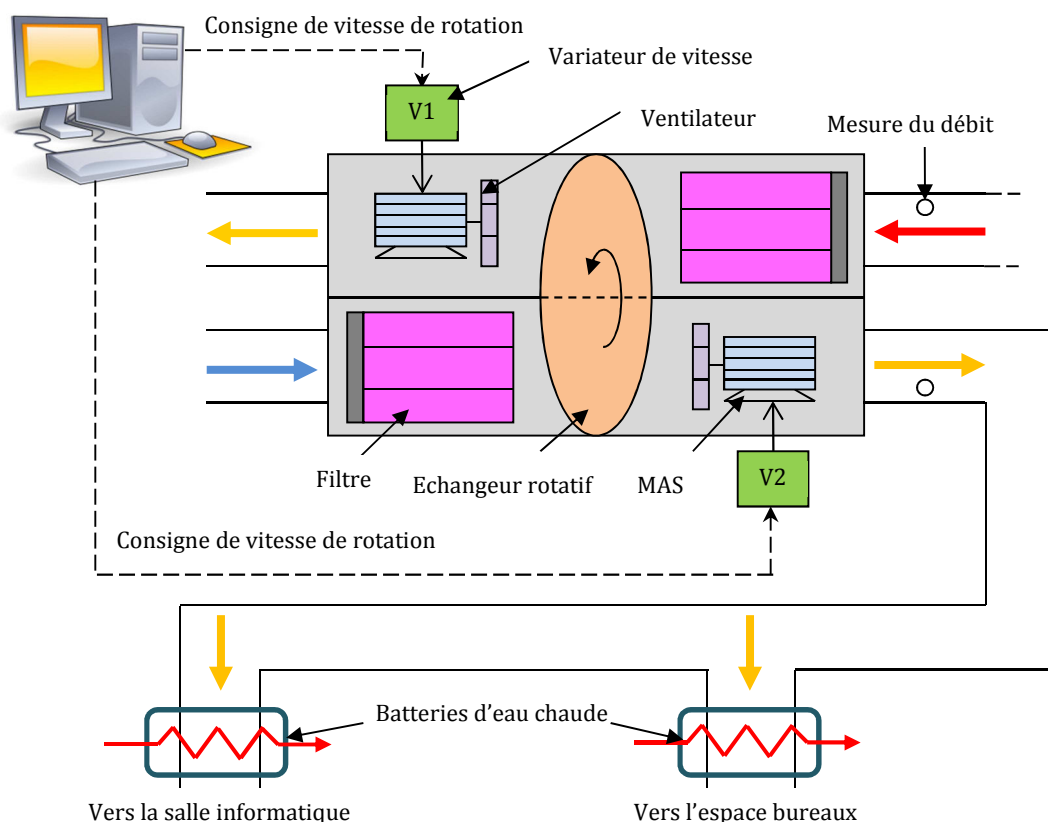 Consigne de vitesse de rotation
Variateur de vitesse
V1
Ventilateur
Mesure du débit
Filtre
Echangeur rotatif
MAS
V2
Consigne de vitesse de rotation
Batteries d’eau chaude
Vers la salle informatique
Vers l’espace bureaux